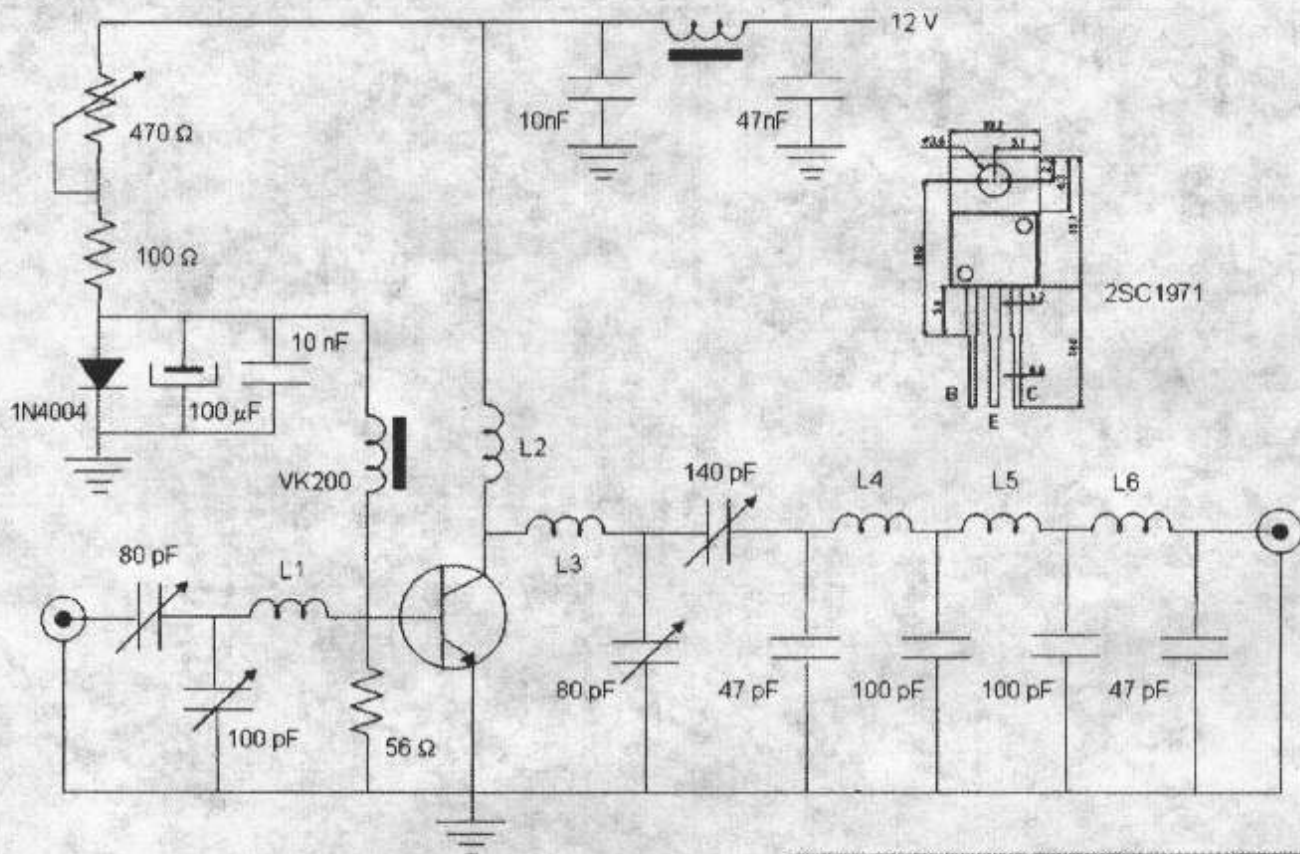 12 V
470 Ω
10nF
47nF
100 Ω
2SC1971
10 nF
1N4004
100 µF
B
C
E
VK200
L2
140 pF
L4
L5
L6
80 pF
L1
L3
100 pF
56 Ω
80 pF
47 pF
100 pF
100 pF
47 pF